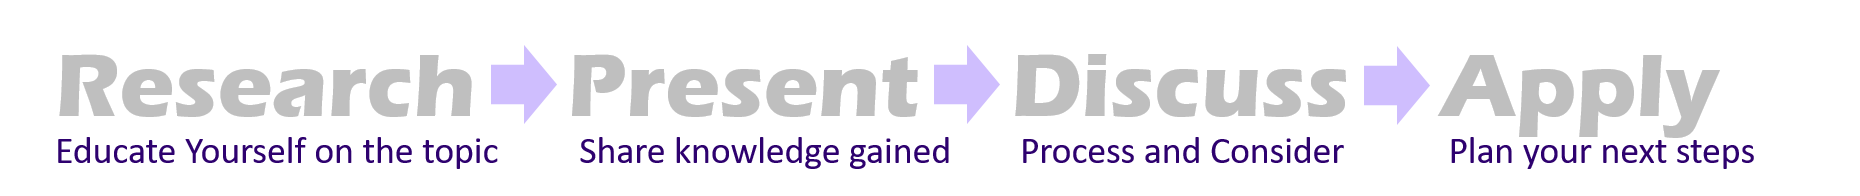 Research Present Discuss Apply
Educate Yourself on the topic Share knowledge gained Process and Consider Plan your next steps